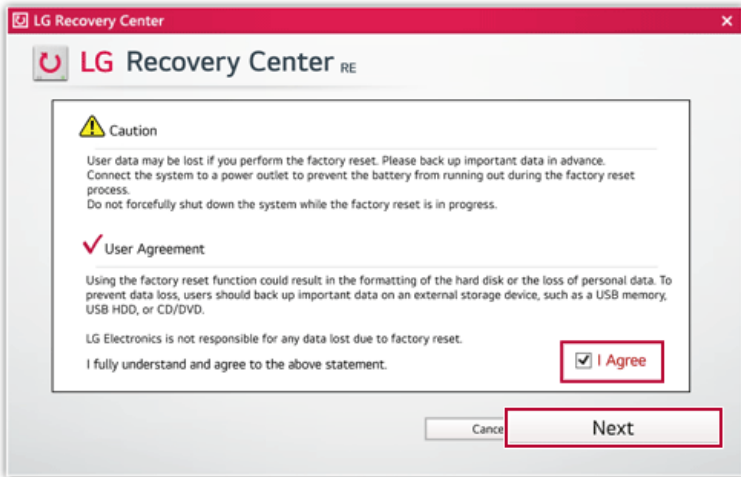 LG Recovery Center
LG Recovery Center RE
Caution
User data may be lost if you perform the factory reset. Please back up important data in advance.
Connect the system to a power outlet to prevent the battery from running out during the factory reset
process.
Do not forcefully shut down the system while the factory reset is in progress.
User Agreement
Using the factory reset function could result in the formatting of the hard disk or the loss of personal data. To
prevent data loss, users should back up important data on an external storage device, such as a USB memory,
USB HDD, or CD/DVD.
LG Electronics is not responsible for any data lost due to factory reset.
I fully understand and agree to the above statement.
I Agree
Cance
Next